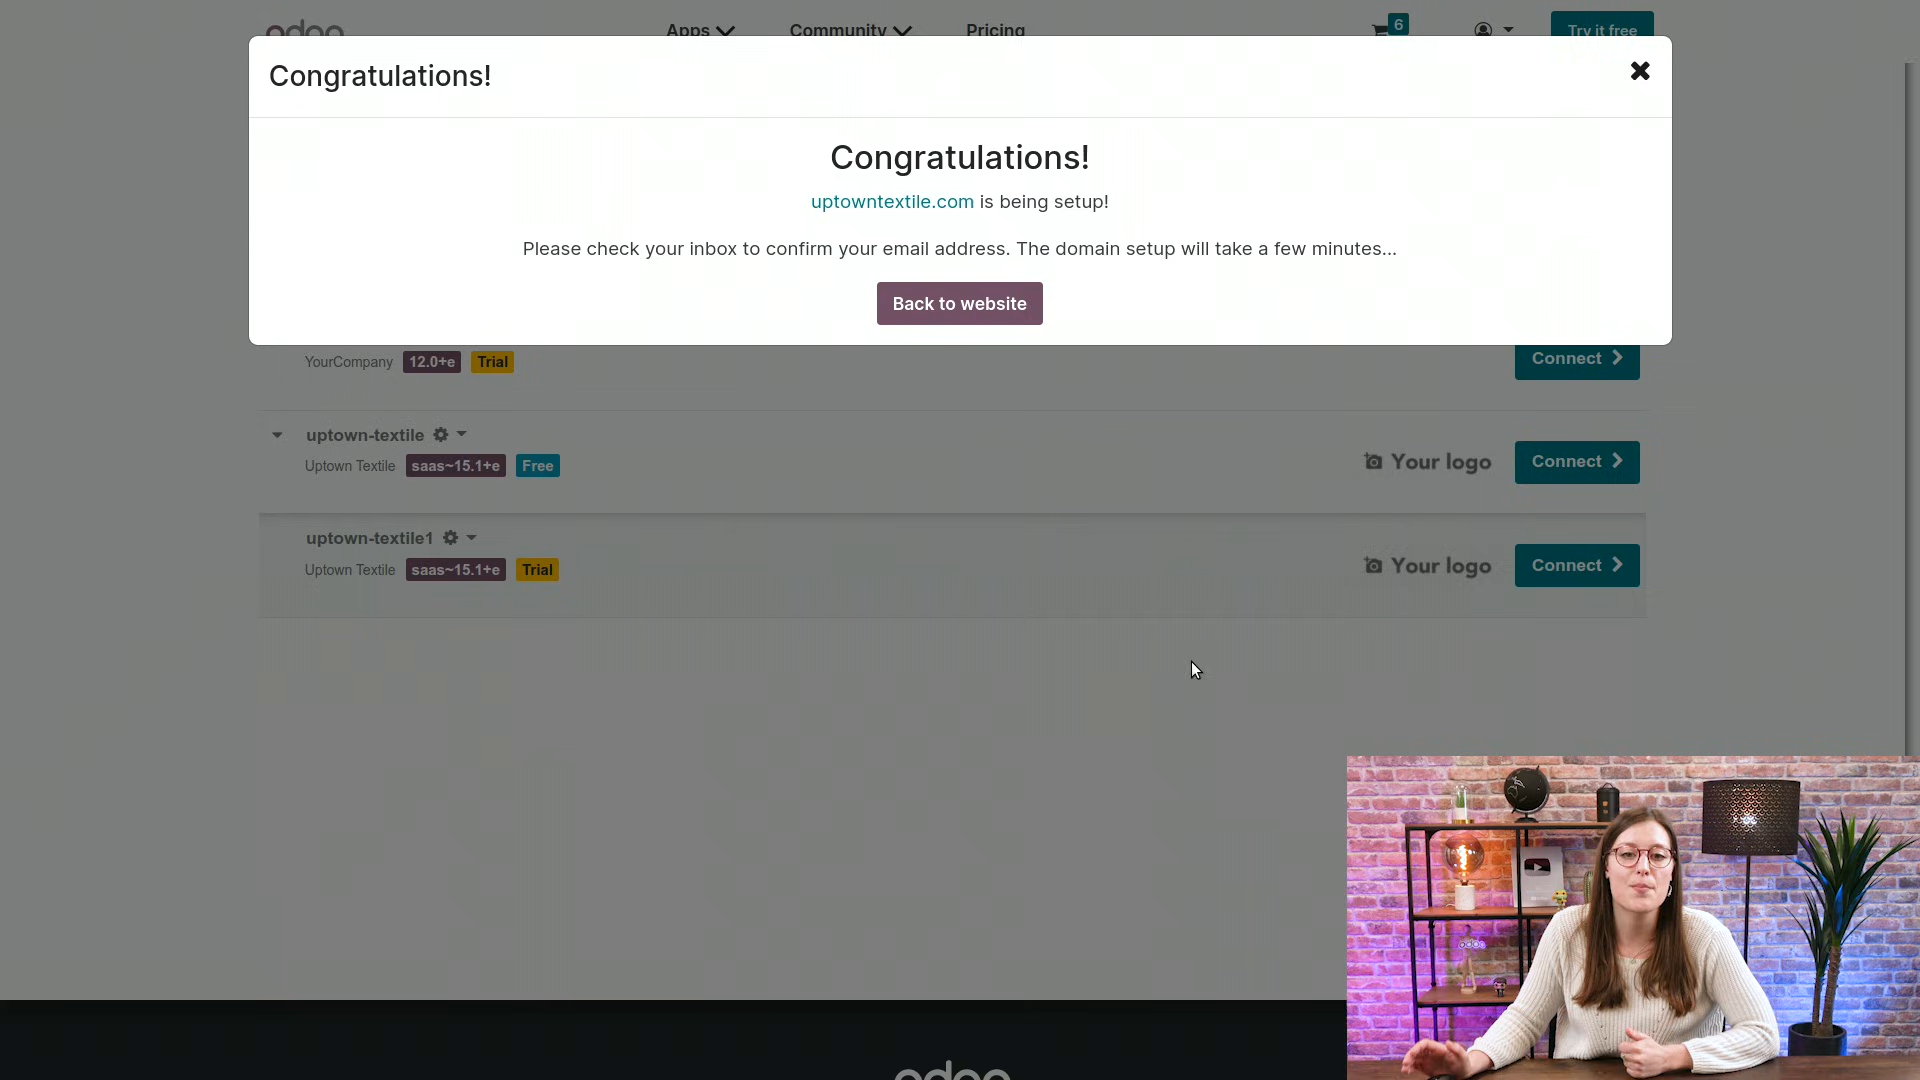 odoo
Apps
Community
Pricing
6
Try it free
Congratulations!
Congratulations!
uptowntextile.com is being setup!
Please check your inbox to confirm your email address. The domain setup will take a few minutes...
Back to website
YourCompany 12.0+e Trial
Connect
uptown-textile
Uptown Textile saas~15.1+e Free
Your logo
Connect
uptown-textile1
Uptown Textile saas~15.1+e Trial
Your logo
Connect
odoo
odoo